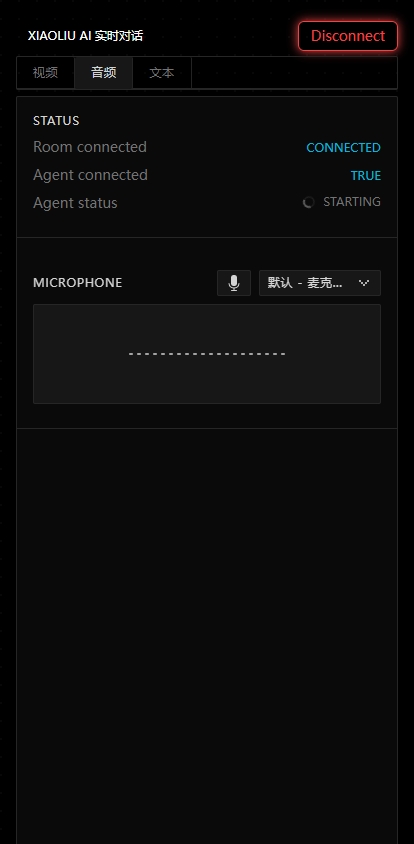 XIAOLIU AI 实时对话
Disconnect
视频
音频
文本
STATUS
Room connected
CONNECTED
Agent connected
TRUE
Agent status
STARTING
MICROPHONE
默认 - 麦克...